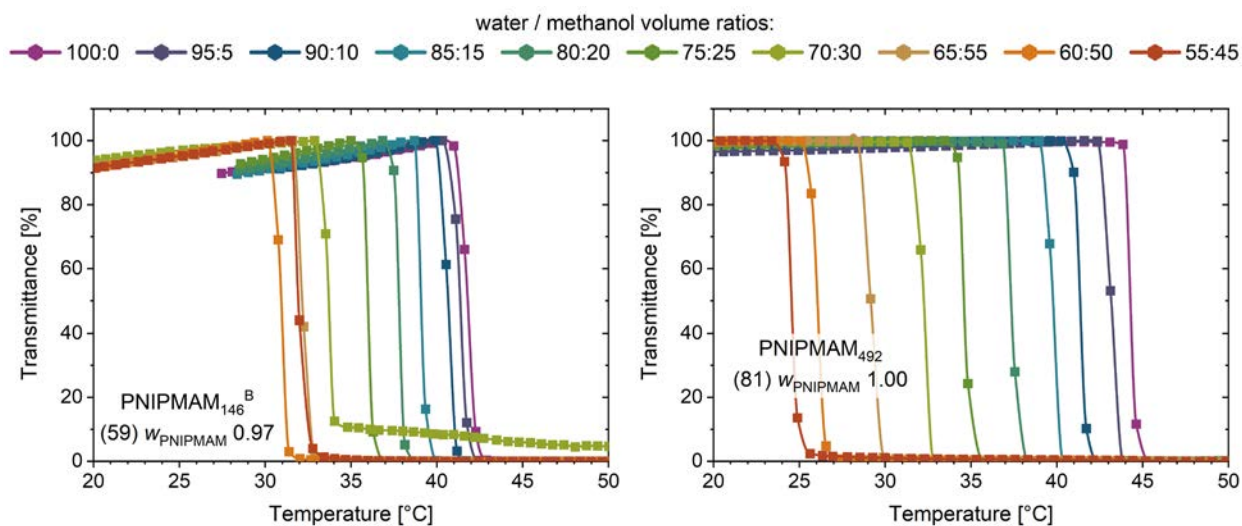 water / methanol volume ratios:
100:0 95:5 90:10 85:15 80:20 75:25 70:30 65:55 60:50 55:45
Transmittance [%]
100
80
60
40
20
0
PNIPMAM₁₄₆ᴮ
(59) w_PNIPMAM 0.97
20 25 30 35 40 45 50
Temperature [°C]
Transmittance [%]
100
80
60
40
20
0
PNIPMAM₄₉₂
(81) w_PNIPMAM 1.00
20 25 30 35 40 45 50
Temperature [°C]